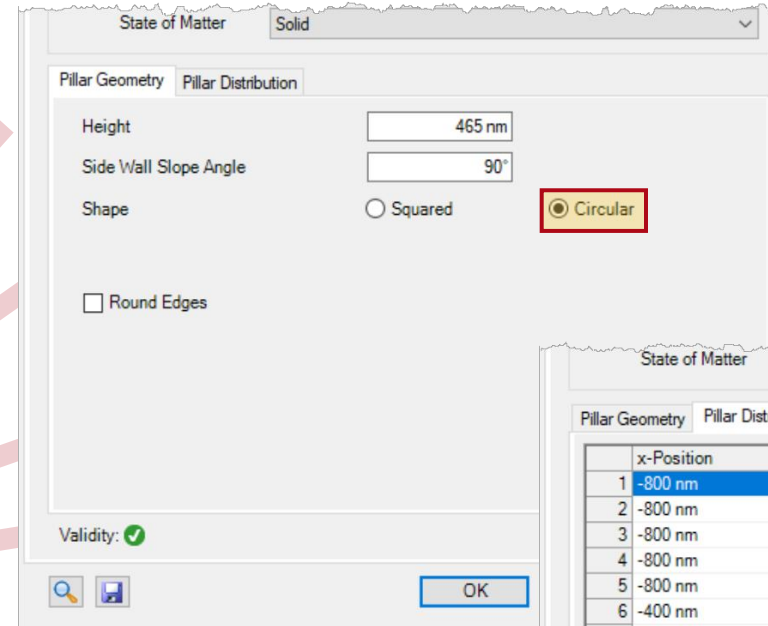 State of Matter Solid
Pillar Geometry Pillar Distribution
Height 465 nm
Side Wall Slope Angle 90°
Shape Squared Circular
Round Edges
Validity:
OK
State of Matter
Pillar Geometry Pillar Dist
x-Position
1 -800 nm
2 -800 nm
3 -800 nm
4 -800 nm
5 -800 nm
6 -400 nm